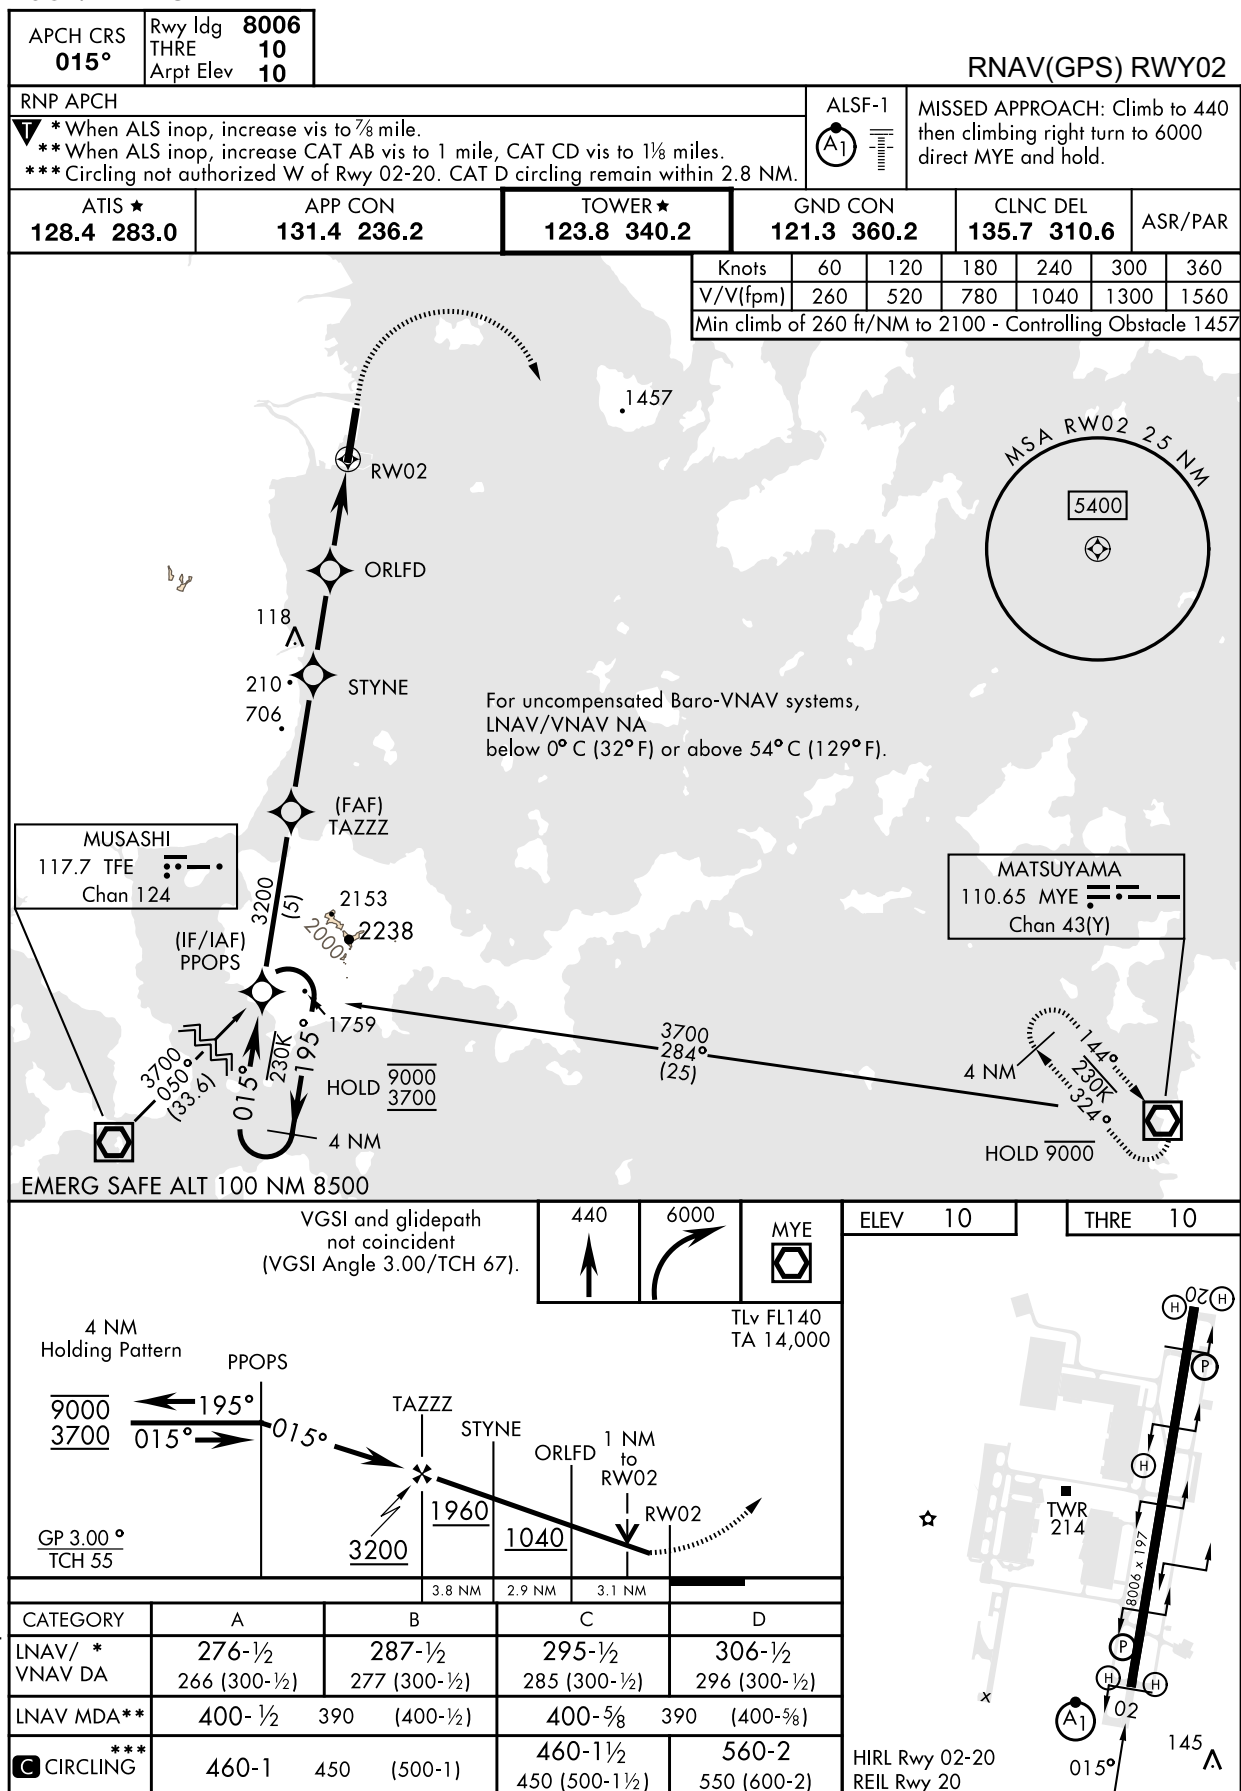 APCH CRS
015°
Rwy ldg 8006
THRE 10
Arpt Elev 10
RNAV(GPS) RWY02
RNP APCH
T * When ALS inop, increase vis to ⅞ mile.
** When ALS inop, increase CAT AB vis to 1 mile, CAT CD vis to 1⅛ miles.
*** Circling not authorized W of Rwy 02-20. CAT D circling remain within 2.8 NM.
ALSF-1
A1
MISSED APPROACH: Climb to 440
then climbing right turn to 6000
direct MYE and hold.
ATIS ★
128.4 283.0
APP CON
131.4 236.2
TOWER ★
123.8 340.2
GND CON
121.3 360.2
CLNC DEL
135.7 310.6
ASR/PAR
Knots 60 120 180 240 300 360
V/V(fpm) 260 520 780 1040 1300 1560
Min climb of 260 ft/NM to 2100 - Controlling Obstacle 1457
1457
RW02
MSA RW02 25 NM
5400
ORLFD
118
210
STYNE
706
For uncompensated Baro-VNAV systems,
LNAV/VNAV NA
below 0° C (32° F) or above 54° C (129° F).
(FAF)
TAZZZ
MUSASHI
117.7 TFE
Chan 124
3200
(5)
2153
2238
2000
(IF/IAF)
PPOPS
1759
MATSUYAMA
110.65 MYE
Chan 43(Y)
3700
050°
(33.6)
015°
230K
195°
HOLD 9000
3700
4 NM
3700
284°
(25)
4 NM
144°
230K
324°
HOLD 9000
EMERG SAFE ALT 100 NM 8500
VGSI and glidepath
not coincident
(VGSI Angle 3.00/TCH 67).
440
6000
MYE
TLv FL140
TA 14,000
4 NM
Holding Pattern
PPOPS
9000
3700
195°
015°
015°
TAZZZ
STYNE
ORLFD
1 NM
to
RW02
RW02
1960
1040
3200
GP 3.00 °
TCH 55
3.8 NM 2.9 NM 3.1 NM
CATEGORY A B C D
LNAV/ *
VNAV DA
276-½
266 (300-½)
287-½
277 (300-½)
295-½
285 (300-½)
306-½
296 (300-½)
LNAV MDA** 400-½ 390 (400-½) 400-⅝ 390 (400-⅝)
C CIRCLING ***
460-1 450 (500-1)
460-1½
450 (500-1½)
560-2
550 (600-2)
ELEV 10
THRE 10
20
H
H
P
H
TWR
214
8006 x 197
P
H
H
x
A1
02
015°
145
HIRL Rwy 02-20
REIL Rwy 20